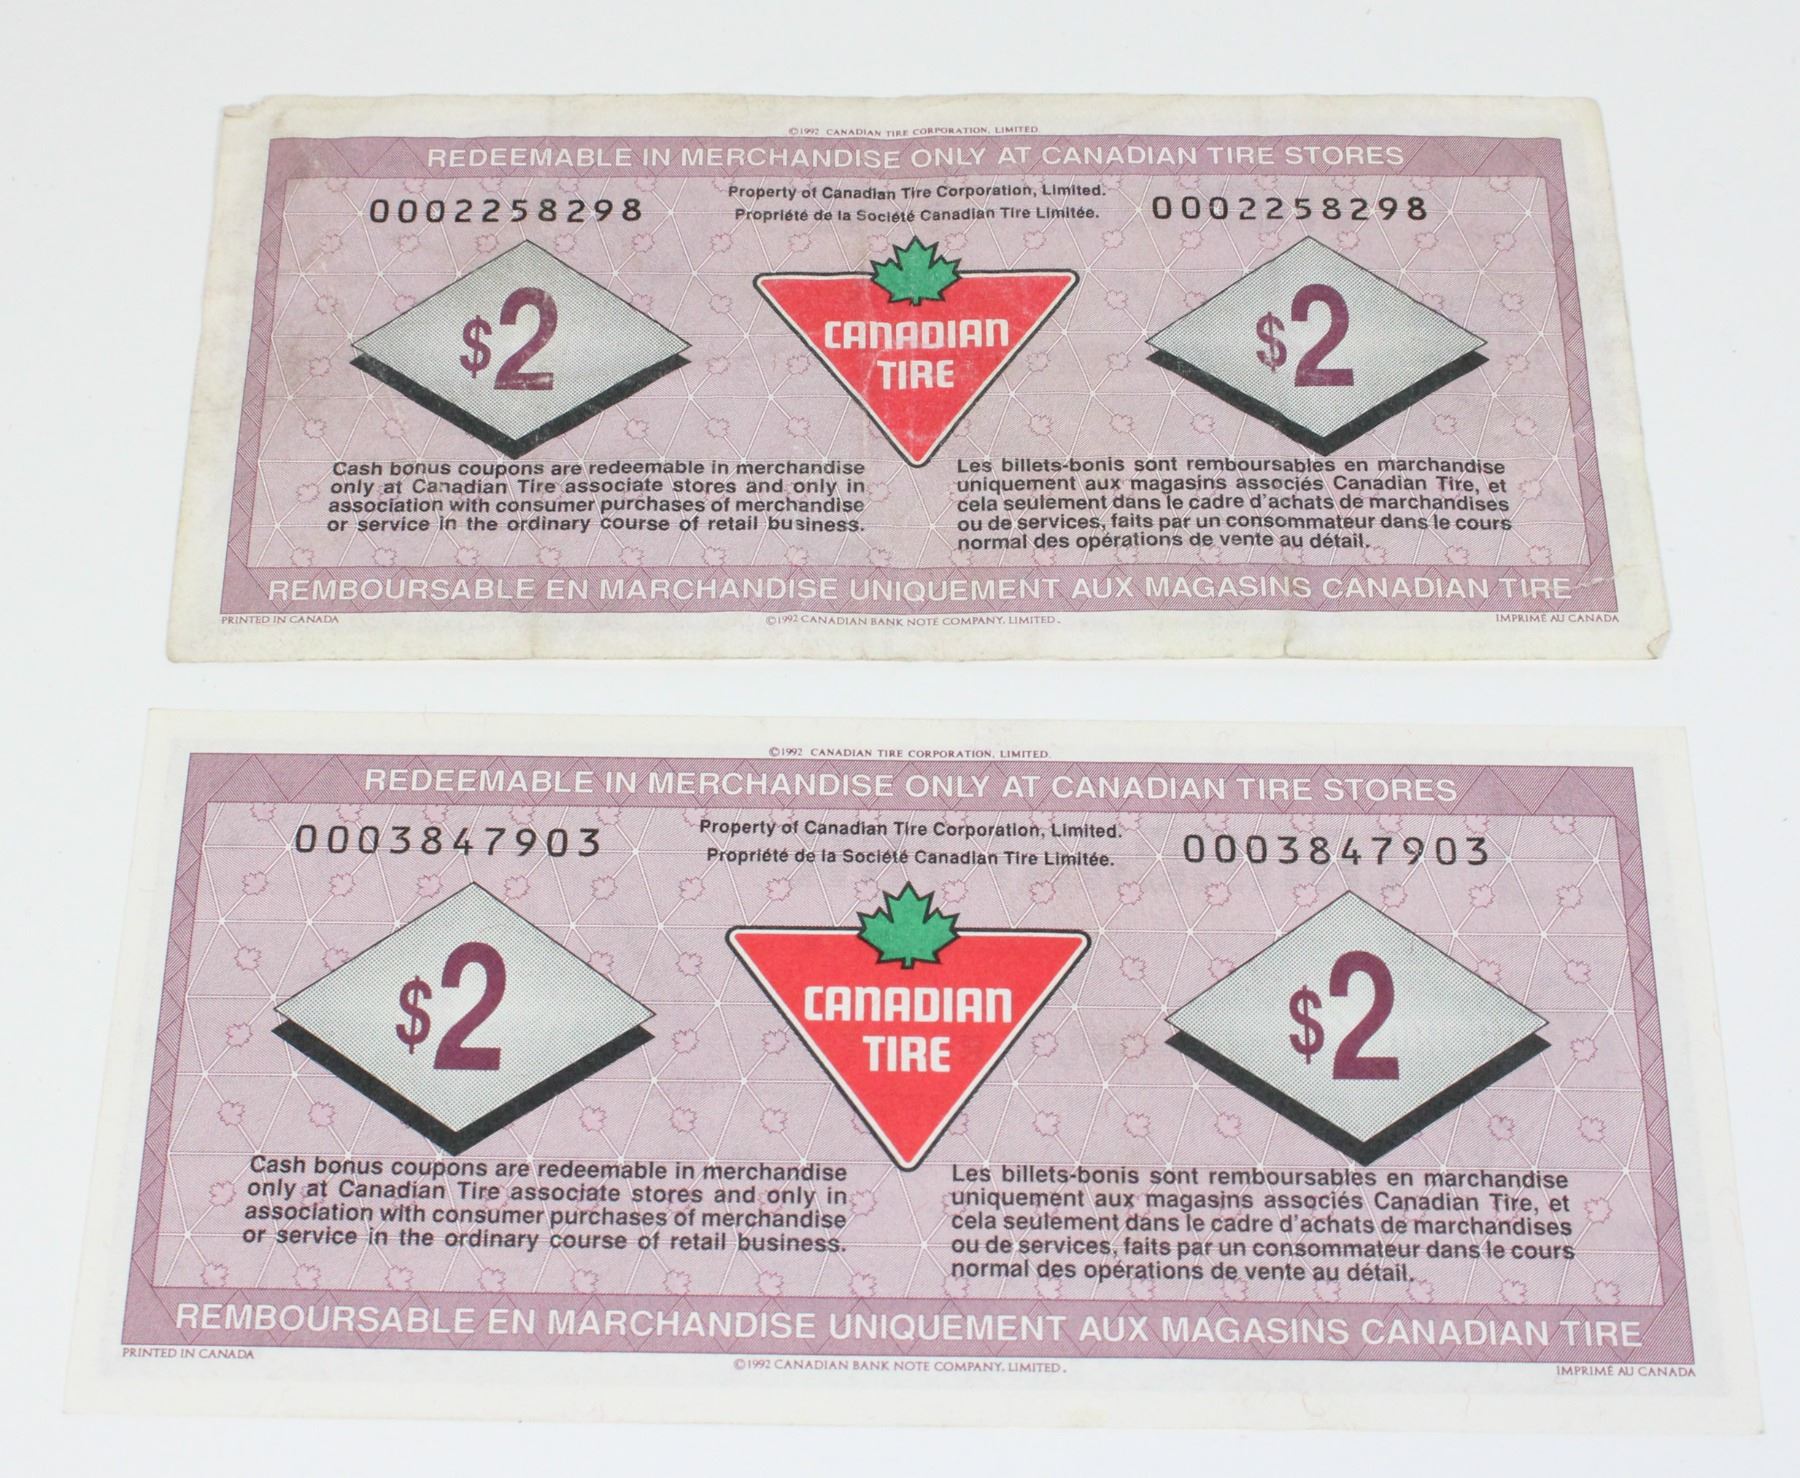 ©1992 CANADIAN TIRE CORPORATION, LIMITED
REDEEMABLE IN MERCHANDISE ONLY AT CANADIAN TIRE STORES
0002258298
Property of Canadian Tire Corporation, Limited.
Propriété de la Société Canadian Tire Limitée.
0002258298
$2
CANADIAN
TIRE
$2
Cash bonus coupons are redeemable in merchandise
only at Canadian Tire associate stores and only in
association with consumer purchases of merchandise
or service in the ordinary course of retail business.
Les billets-bonis sont remboursables en marchandise
uniquement aux magasins associés Canadian Tire, et
cela seulement dans le cadre d'achats de marchandises
ou de services, faits par un consommateur dans le cours
normal des opérations de vente au détail.
REMBOURSABLE EN MARCHANDISE UNIQUEMENT AUX MAGASINS CANADIAN TIRE
PRINTED IN CANADA
©1992 CANADIAN BANK NOTE COMPANY, LIMITED.
IMPRIMÉ AU CANADA
©1992 CANADIAN TIRE CORPORATION, LIMITED.
REDEEMABLE IN MERCHANDISE ONLY AT CANADIAN TIRE STORES
0003847903
Property of Canadian Tire Corporation, Limited.
Propriété de la Société Canadian Tire Limitée.
0003847903
$2
CANADIAN
TIRE
$2
Cash bonus coupons are redeemable in merchandise
only at Canadian Tire associate stores and only in
association with consumer purchases of merchandise
or service in the ordinary course of retail business.
Les billets-bonis sont remboursables en marchandise
uniquement aux magasins associés Canadian Tire, et
cela seulement dans le cadre d'achats de marchandises
ou de services, faits par un consommateur dans le cours
normal des opérations de vente au détail.
REMBOURSABLE EN MARCHANDISE UNIQUEMENT AUX MAGASINS CANADIAN TIRE
PRINTED IN CANADA
©1992 CANADIAN BANK NOTE COMPANY, LIMITED.
IMPRIMÉ AU CANADA